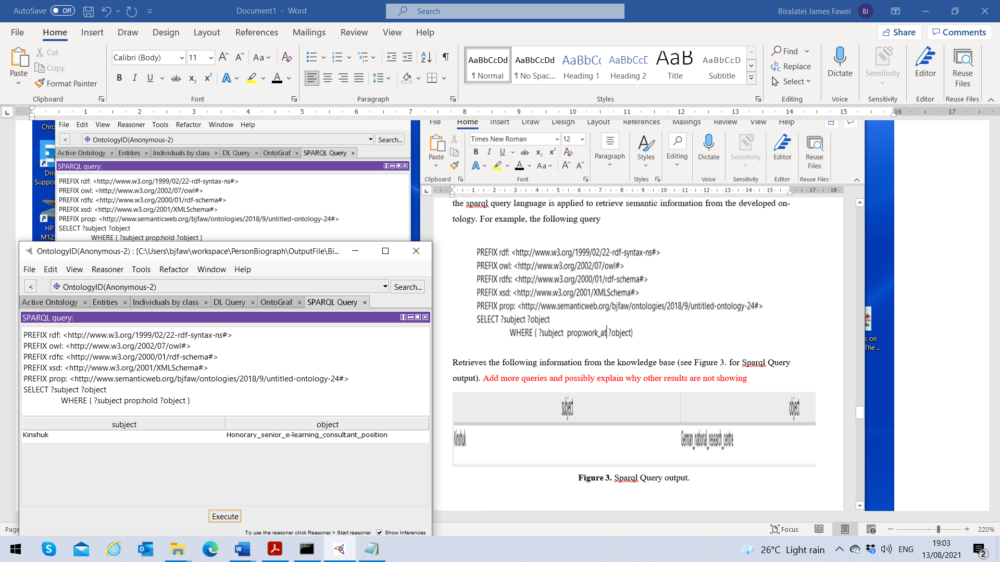 AutoSave Off Document1 - Word Search Biralatei James Fawei BJ
File Home Insert Draw Design Layout References Mailings Review View Help Share Comments
Paste Cut Copy Format Painter
Clipboard
Calibri (Body) 11
Font
Paragraph
AaBbCcDd AaBbCcDd AaBbCc AaBbCcD AaB AaBbCcD
¶ Normal ¶ No Spac... Heading 1 Heading 2 Title Subtitle
Styles
Find
Replace
Select
Editing
Dictate
Voice
Sensitivity
Sensitivity
Editor
Editor
Reuse Files
Reuse Files
1 2 3 4 5 6 7 8 9 10 11 12 13 14 15 16 17
Chro
Driv
Suppor
HP
M125
File Edit View Reasoner Tools Refactor Window Help
< OntologyID(Anonymous-2) Search...
Active Ontology × Entities × Individuals by class × DL Query × OntoGraf × SPARQL Query ×
SPARQL query:
PREFIX rdf: <http://www.w3.org/1999/02/22-rdf-syntax-ns#>
PREFIX owl: <http://www.w3.org/2002/07/owl#>
PREFIX rdfs: <http://www.w3.org/2000/01/rdf-schema#>
PREFIX xsd: <http://www.w3.org/2001/XMLSchema#>
PREFIX prop: <http://www.semanticweb.org/bjfaw/ontologies/2018/9/untitled-ontology-24#>
SELECT ?subject ?object
WHERE { ?subject prop:hold ?object }
OntologyID(Anonymous-2) : [C:\Users\bjfaw\workspace\PersonBiograph\OutputFile\Bi...
File Edit View Reasoner Tools Refactor Window Help
< > OntologyID(Anonymous-2) Search...
Active Ontology × Entities × Individuals by class × DL Query × OntoGraf × SPARQL Query ×
SPARQL query:
PREFIX rdf: <http://www.w3.org/1999/02/22-rdf-syntax-ns#>
PREFIX owl: <http://www.w3.org/2002/07/owl#>
PREFIX rdfs: <http://www.w3.org/2000/01/rdf-schema#>
PREFIX xsd: <http://www.w3.org/2001/XMLSchema#>
PREFIX prop: <http://www.semanticweb.org/bjfaw/ontologies/2018/9/untitled-ontology-24#>
SELECT ?subject ?object
WHERE { ?subject prop:hold ?object }
subject object
Kinshuk Honorary_senior_e-learning_consultant_position
Execute
To use the reasoner click Reasoner > Start reasoner Show Inferences
File Home Insert Draw Design Layout References Mailings Review View Help
Times New Roman 12
Paste Paragraph Styles Editing Dictate Sensitivity Editor Reuse Files
Clipboard Font Styles Voice Sensitivity Editor Reuse Files
1 2 3 4 5 6 7 8 9 10 11 12 13 14 15 17 18
the sparql query language is applied to retrieve semantic information from the developed on-
tology. For example, the following query
PREFIX rdf: <http://www.w3.org/1999/02/22-rdf-syntax-ns#>
PREFIX owl: <http://www.w3.org/2002/07/owl#>
PREFIX rdfs: <http://www.w3.org/2000/01/rdf-schema#>
PREFIX xsd: <http://www.w3.org/2001/XMLSchema#>
PREFIX prop: <http://www.semanticweb.org/bjfaw/ontologies/2018/9/untitled-ontology-24#>
SELECT ?subject ?object
WHERE { ?subject prop:work_at ?object}
Retrieves the following information from the knowledge base (see Figure 3. for Sparql Query
output). Add more queries and possibly explain why other results are not showing
subject object
Kinshuk German_national_research_centre
Figure 3. Sparql Query output.
s on
The ...
Page
Focus 220%
26°C Light rain ENG 19:03
13/08/2021
2